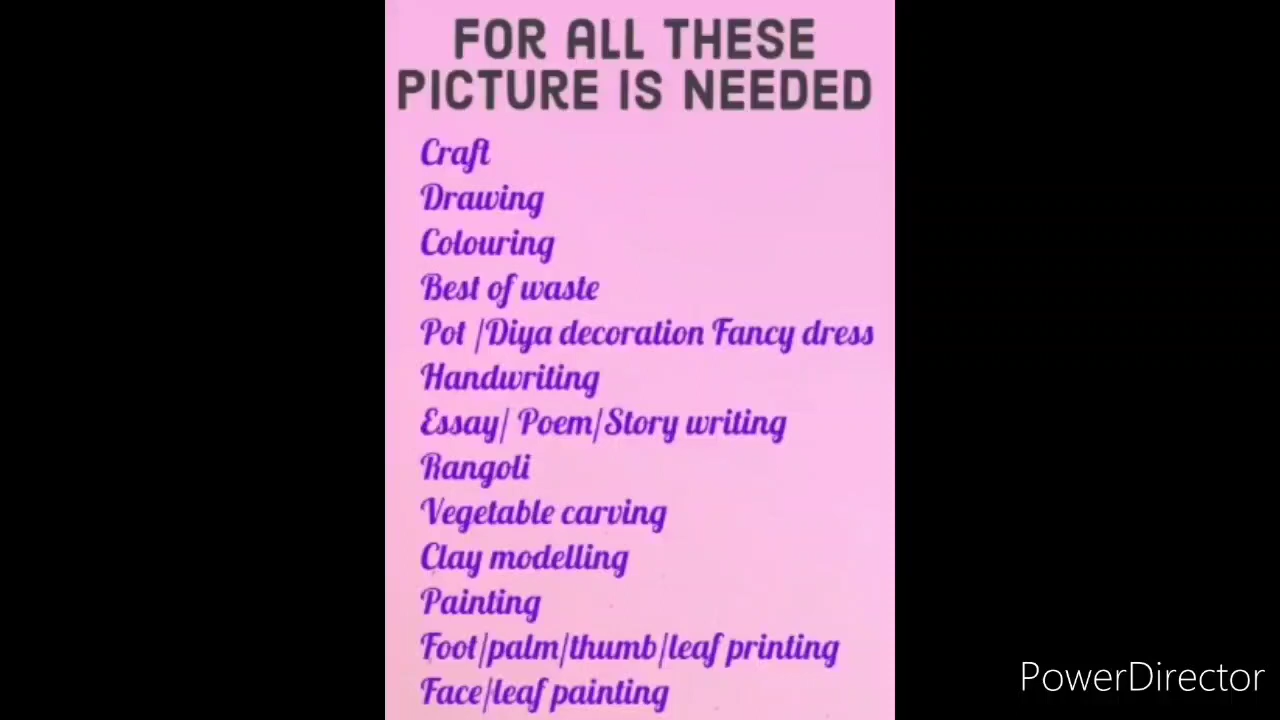 FOR ALL THESE
PICTURE IS NEEDED
Craft
Drawing
Colouring
Best of waste
Pot /Diya decoration Fancy dress
Handwriting
Essay/ Poem/Story writing
Rangoli
Vegetable carving
Clay modelling
Painting
Foot/palm/thumb/leaf printing
Face/leaf painting
PowerDirector